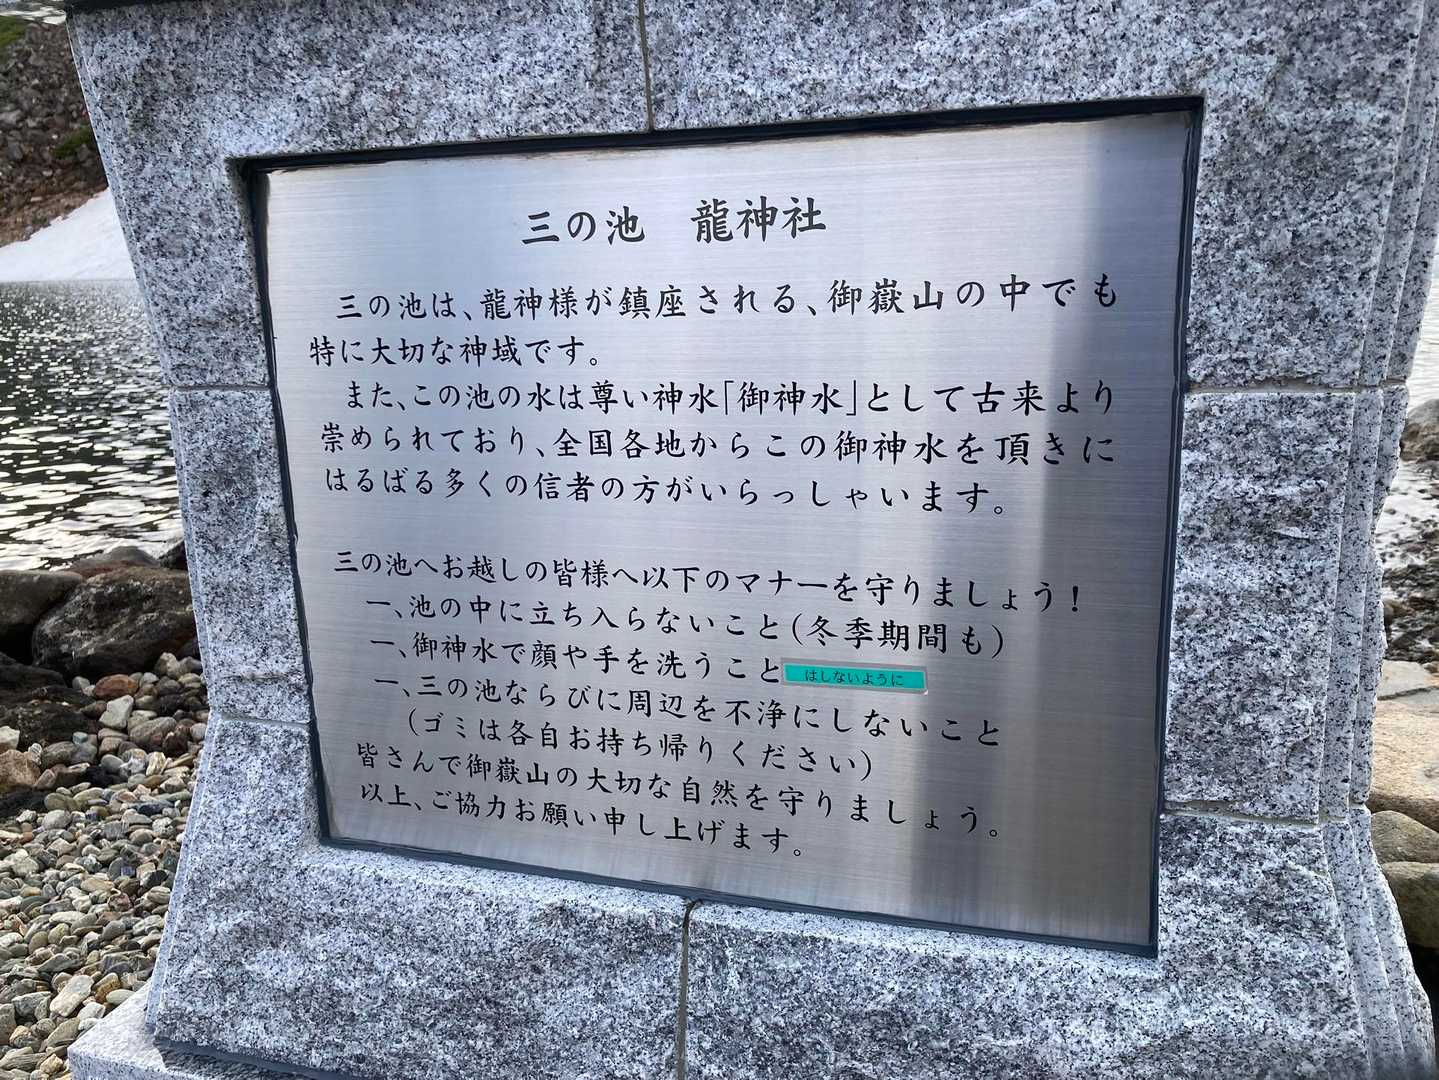 三の池　龍神社
三の池は、龍神様が鎮座される、御嶽山の中でも
特に大切な神域です。
また、この池の水は尊い神水「御神水」として古来より
崇められており、全国各地からこの御神水を頂きに
はるばる多くの信者の方がいらっしゃいます。
三の池へお越しの皆様へ以下のマナーを守りましょう！
一、池の中に立ち入らないこと（冬季期間も）
一、御神水で顔や手を洗うこと はしないように
一、三の池ならびに周辺を不浄にしないこと
（ゴミは各自お持ち帰りください）
皆さんで御嶽山の大切な自然を守りましょう。
以上、ご協力お願い申し上げます。